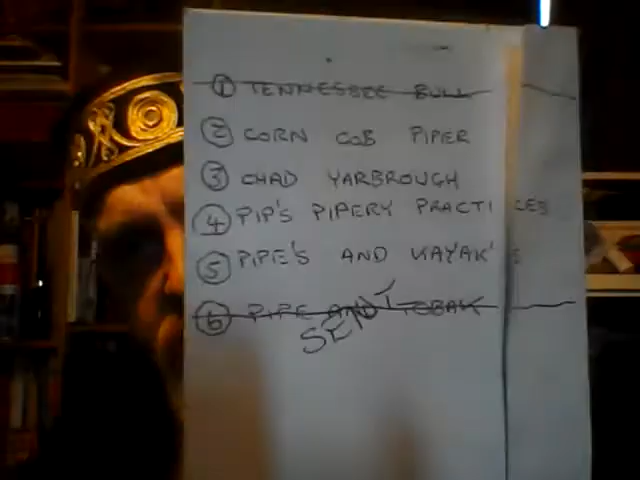 ① TENNESSEE BULL
② CORN COB PIPER
③ CHAD YARBROUGH
④ PIP'S PIPERY PRACTICES
⑤ PIPE'S AND KAYAK'S
⑥ PIPE AND TOBAK
SENT